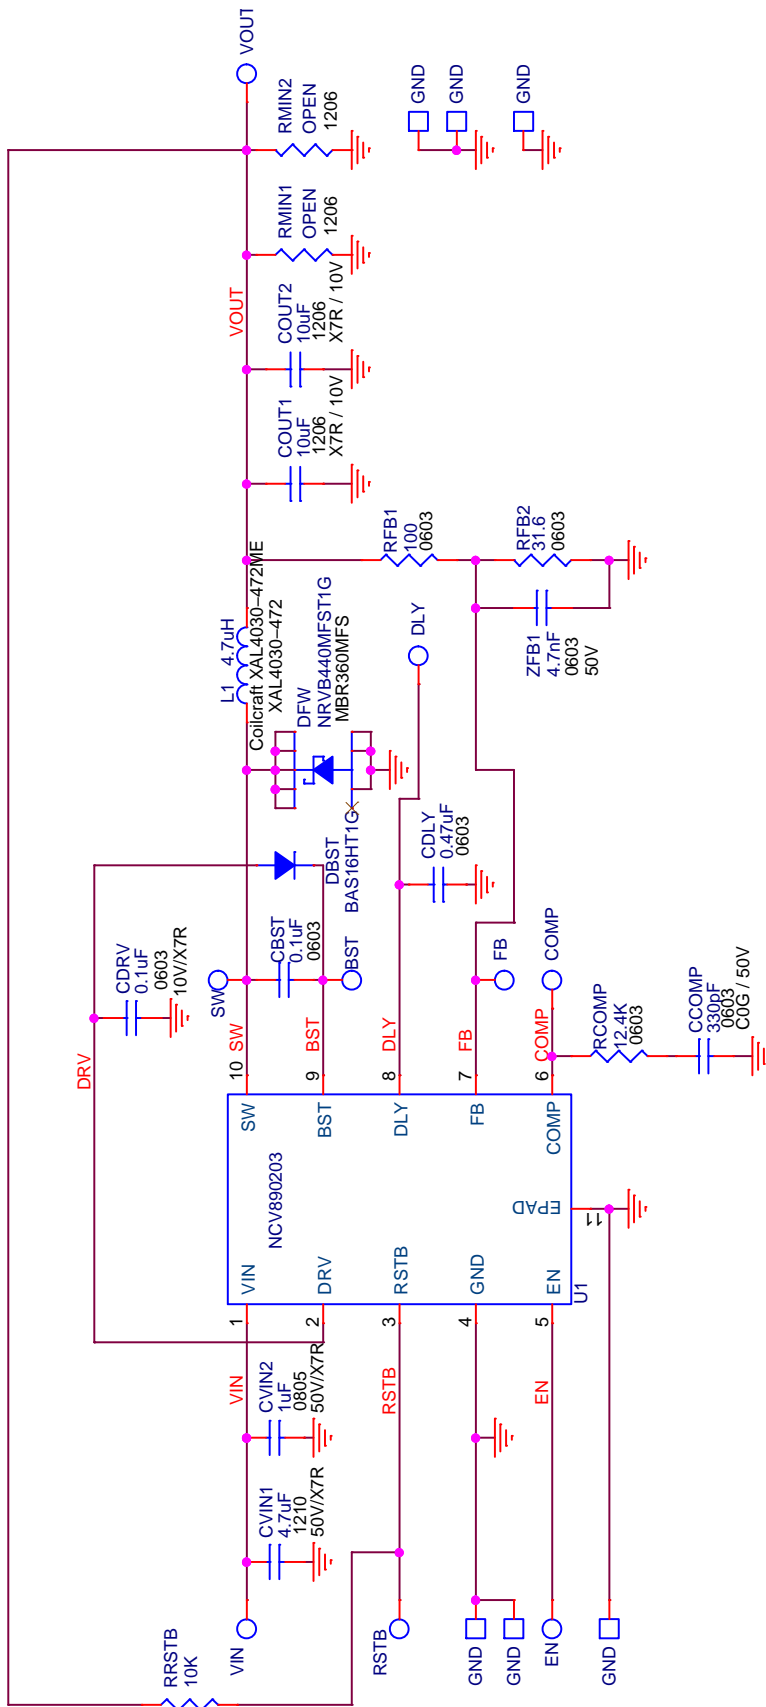 VOUT
RMIN2
OPEN
1206
GND
GND
GND
RMIN1
OPEN
1206
VOUT
COUT2
10uF
1206
X7R / 10V
COUT1
10uF
1206
X7R / 10V
RFB1
100
0603
RFB2
31.6
0603
ZFB1
4.7nF
0603
50V
L1
4.7uH
Coilcraft XAL4030-472ME
XAL4030-472
DFW
NRVB440MFST1G
MBR360MFS
DLY
DBST
BAS16HT1G
CDLY
0.47uF
0603
CDRV
0.1uF
0603
10V/X7R
CBST
0.1uF
0603
SW
BST
FB
COMP
DRV
SW
BST
DLY
FB
COMP
RCOMP
12.4K
0603
CCOMP
330pF
0603
C0G / 50V
10
9
8
7
6
SW
BST
DLY
FB
COMP
NCV890203
EPAD
11
VIN
DRV
RSTB
GND
EN
U1
1
2
3
4
5
VIN
RSTB
EN
CVIN2
1uF
0805
50V/X7R
CVIN1
4.7uF
1210
50V/X7R
RRSTB
10K
VIN
RSTB
GND
GND
EN
GND